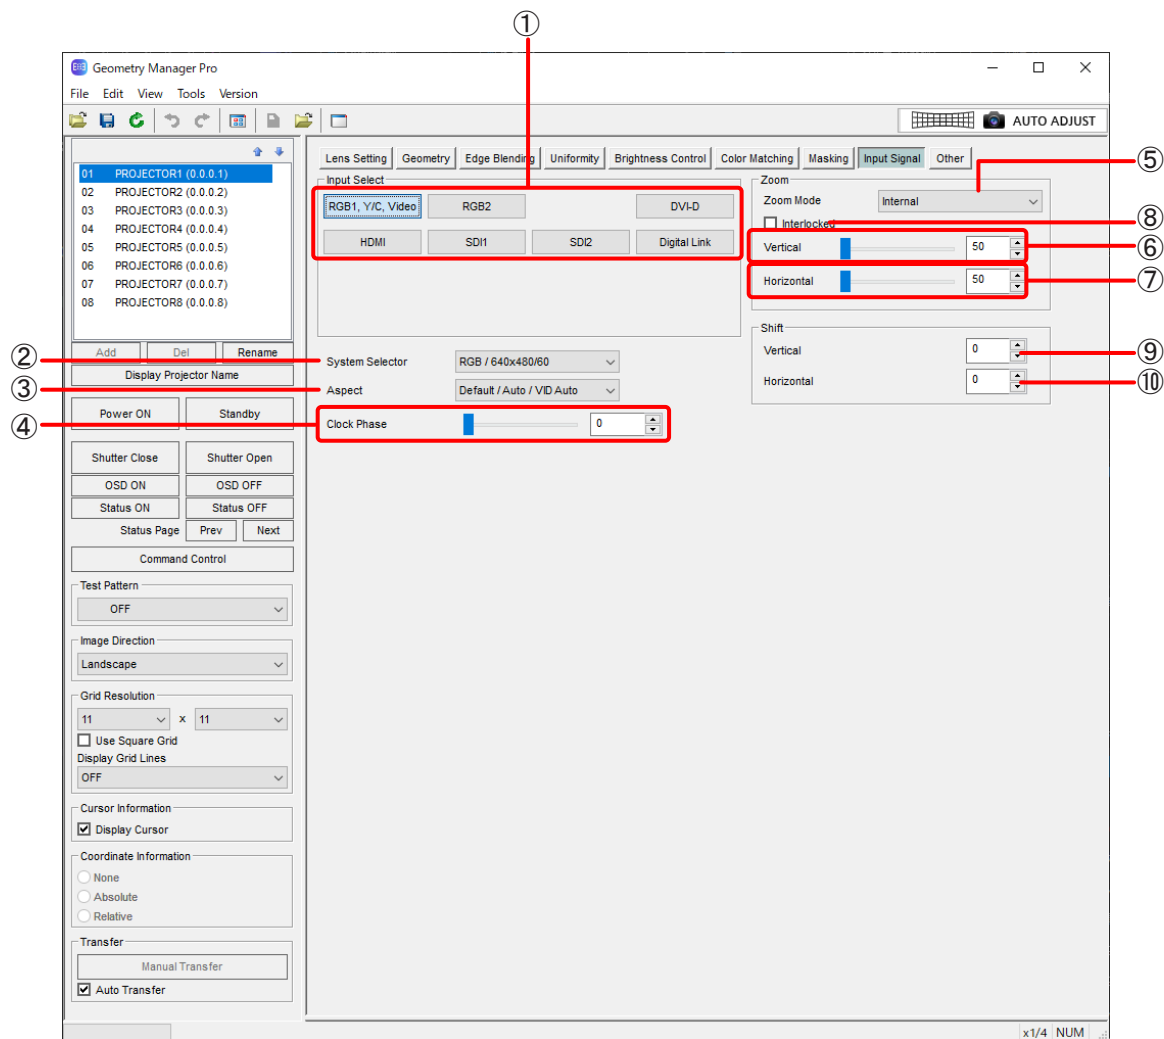 ①
Geometry Manager Pro
File Edit View Tools Version
AUTO ADJUST
01 PROJECTOR1 (0.0.0.1)
02 PROJECTOR2 (0.0.0.2)
03 PROJECTOR3 (0.0.0.3)
04 PROJECTOR4 (0.0.0.4)
05 PROJECTOR5 (0.0.0.5)
06 PROJECTOR6 (0.0.0.6)
07 PROJECTOR7 (0.0.0.7)
08 PROJECTOR8 (0.0.0.8)
Add Del Rename
Display Projector Name
Power ON Standby
Shutter Close Shutter Open
OSD ON OSD OFF
Status ON Status OFF
Status Page Prev Next
Command Control
Test Pattern
OFF
Image Direction
Landscape
Grid Resolution
11 x 11
Use Square Grid
Display Grid Lines
OFF
Cursor Information
Display Cursor
Coordinate Information
None
Absolute
Relative
Transfer
Manual Transfer
Auto Transfer
Lens Setting Geometry Edge Blending Uniformity Brightness Control Color Matching Masking Input Signal Other
Input Select
RGB1, Y/C, Video RGB2 DVI-D
HDMI SDI1 SDI2 Digital Link
② System Selector RGB / 640x480/60
③ Aspect Default / Auto / VID Auto
④ Clock Phase 0
Zoom
Zoom Mode Internal ⑤
Interlocked ⑧
Vertical 50 ⑥
Horizontal 50 ⑦
Shift
Vertical 0 ⑨
Horizontal 0 ⑩
x1/4 NUM